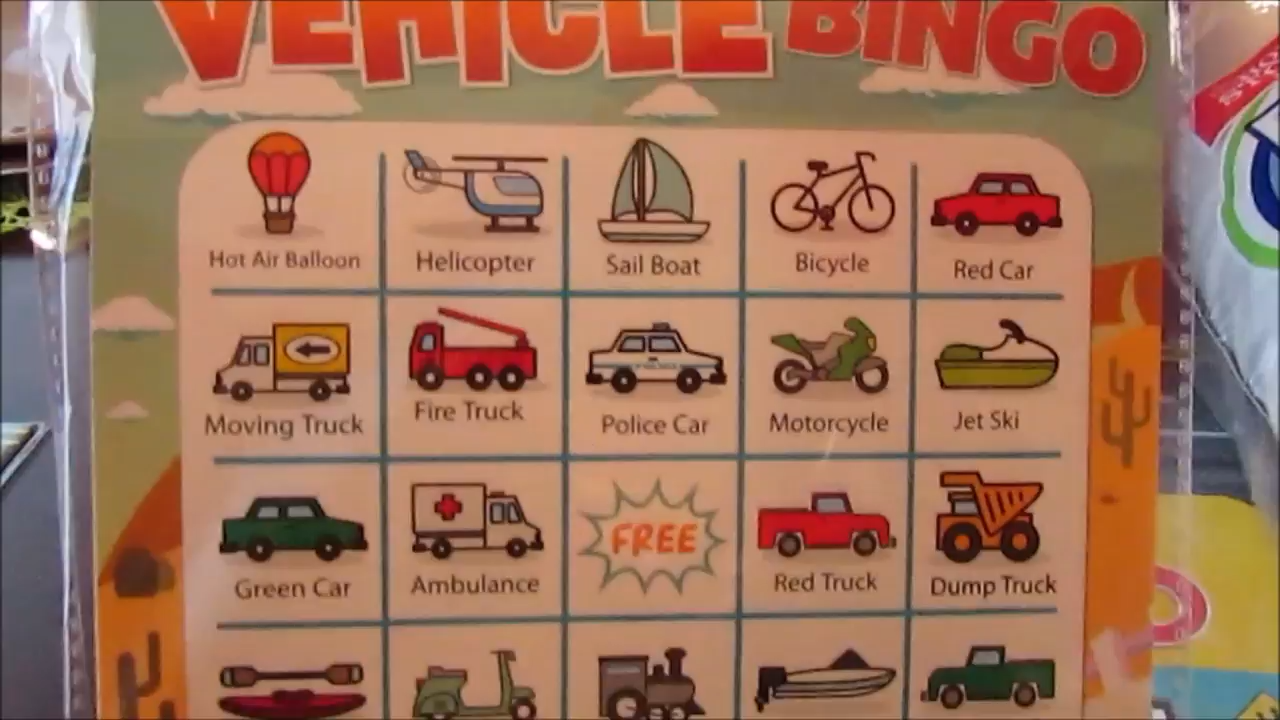 VEHICLE BINGO
Hot Air Balloon Helicopter Sail Boat Bicycle Red Car
Moving Truck Fire Truck Police Car Motorcycle Jet Ski
Green Car Ambulance FREE Red Truck Dump Truck